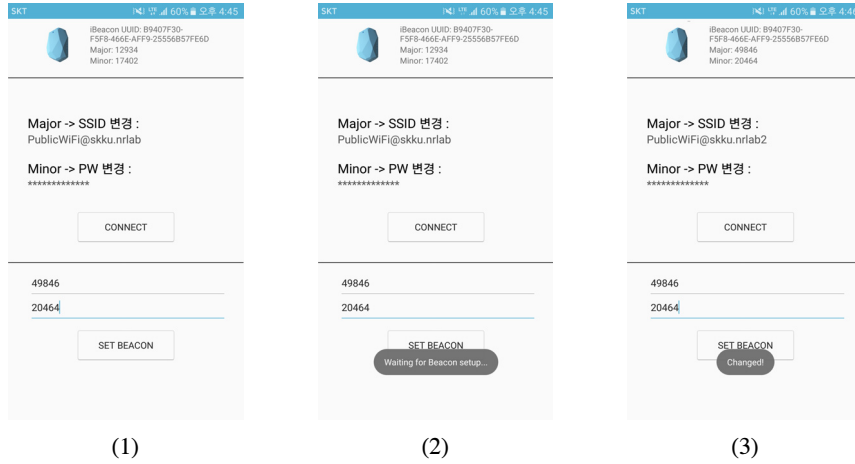 SKT
60% 오후 4:45
iBeacon UUID: B9407F30-
F5F8-466E-AFF9-25556B57FE6D
Major: 12934
Minor: 17402
Major -> SSID 변경 :
PublicWiFi@skku.nrlab
Minor -> PW 변경 :
*************
CONNECT
49846
20464
SET BEACON
(1)
SKT
60% 오후 4:45
iBeacon UUID: B9407F30-
F5F8-466E-AFF9-25556B57FE6D
Major: 12934
Minor: 17402
Major -> SSID 변경 :
PublicWiFi@skku.nrlab
Minor -> PW 변경 :
*************
CONNECT
49846
20464
SET BEACON
Waiting for Beacon setup...
(2)
SKT
60% 오후 4:46
iBeacon UUID: B9407F30-
F5F8-466E-AFF9-25556B57FE6D
Major: 49846
Minor: 20464
Major -> SSID 변경 :
PublicWiFi@skku.nrlab2
Minor -> PW 변경 :
*************
CONNECT
49846
20464
SET BEACON
Changed!
(3)